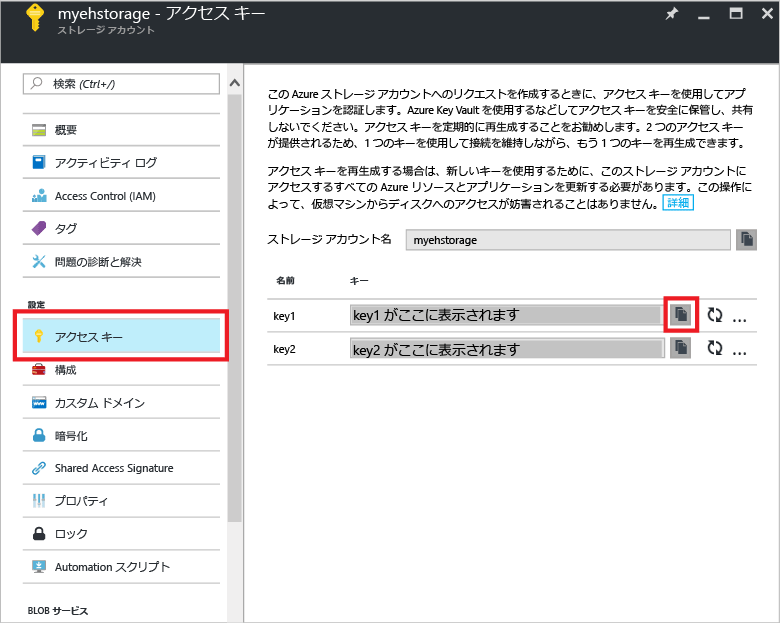 myehstorage - アクセス キー
ストレージ アカウント
検索 (Ctrl+/)
概要
アクティビティ ログ
Access Control (IAM)
タグ
問題の診断と解決
設定
アクセス キー
構成
カスタム ドメイン
暗号化
Shared Access Signature
プロパティ
ロック
Automation スクリプト
BLOB サービス
この Azure ストレージ アカウントへのリクエストを作成するときに、アクセス キーを使用してアプ
リケーションを認証します。Azure Key Vault を使用するなどしてアクセス キーを安全に保管し、共有
しないでください。アクセス キーを定期的に再生成することをお勧めします。2 つのアクセス キー
が提供されるため、1 つのキーを使用して接続を維持しながら、もう 1 つのキーを再生成できます。
アクセス キーを再生成する場合は、新しいキーを使用するために、このストレージ アカウントに
アクセスするすべての Azure リソースとアプリケーションを更新する必要があります。この操作に
よって、仮想マシンからディスクへのアクセスが妨害されることはありません。詳細
ストレージ アカウント名 myehstorage
名前 キー
key1 key1 がここに表示されます ...
key2 key2 がここに表示されます ...